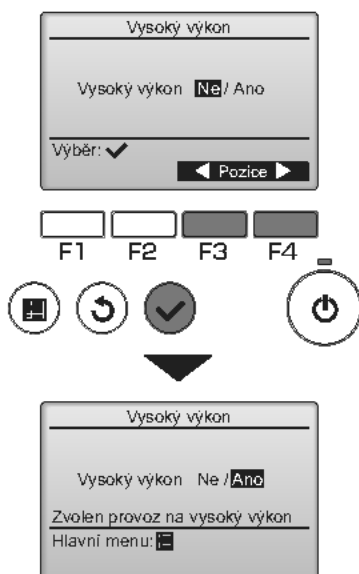 Vysoký výkon
Vysoký výkon Ne / Ano
Výběr: ✔
◀ Pozice ▶
F1 F2 F3 F4
Vysoký výkon
Vysoký výkon Ne / Ano
Zvolen provoz na vysoký výkon
Hlavní menu: